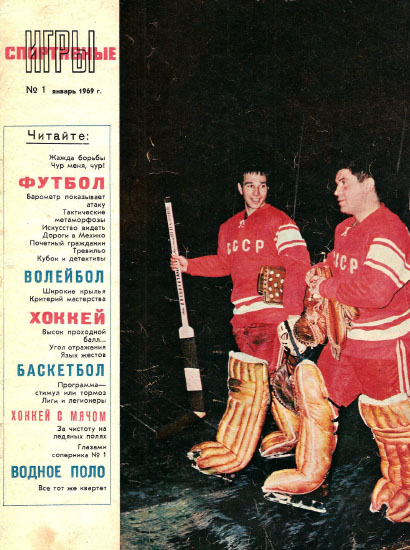 СПОРТИВНЫЕ
ИГРЫ
№ 1 январь 1969 г.
Читайте:
Жажда борьбы
Чур меня, чур!
ФУТБОЛ
Барометр показывает
атаку
Тактические
метаморфозы
Искусство видеть
Дороги в Мехико
Почетный гражданин
Тревильо
Кубок и детективы
ВОЛЕЙБОЛ
Широкие крылья
Критерий мастерства
ХОККЕЙ
Высок проходной
балл...
Угол отражения
Язык жестов
БАСКЕТБОЛ
Программа—
стимул или тормоз
Лиги и легионеры
ХОККЕЙ С МЯЧОМ
За чистоту на
ледяных полях
Глазами
соперника № 1
ВОДНОЕ ПОЛО
Все тот же квартет
СССР
СССР